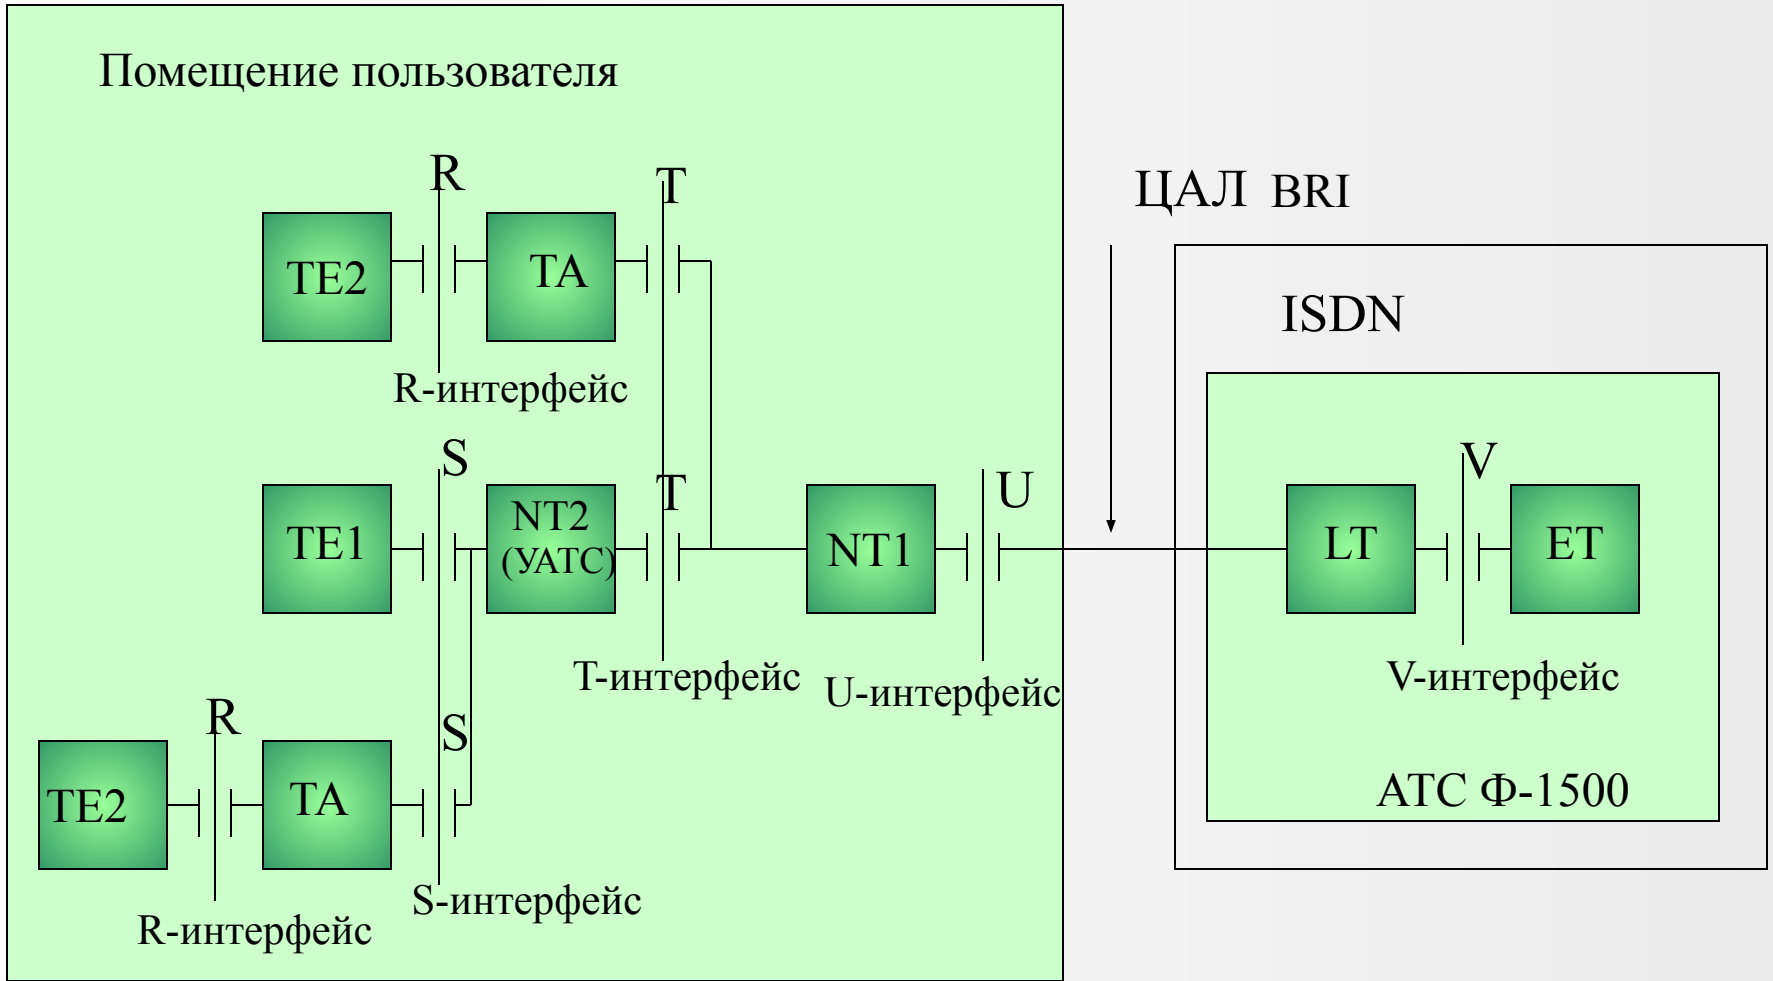 Помещение пользователя
R
T
ЦАЛ BRI
TE2
TA
ISDN
R-интерфейс
S
T
U
V
TE1
NT2
(УАТС)
NT1
LT
ET
T-интерфейс
U-интерфейс
V-интерфейс
R
S
TE2
TA
АТС Ф-1500
S-интерфейс
R-интерфейс